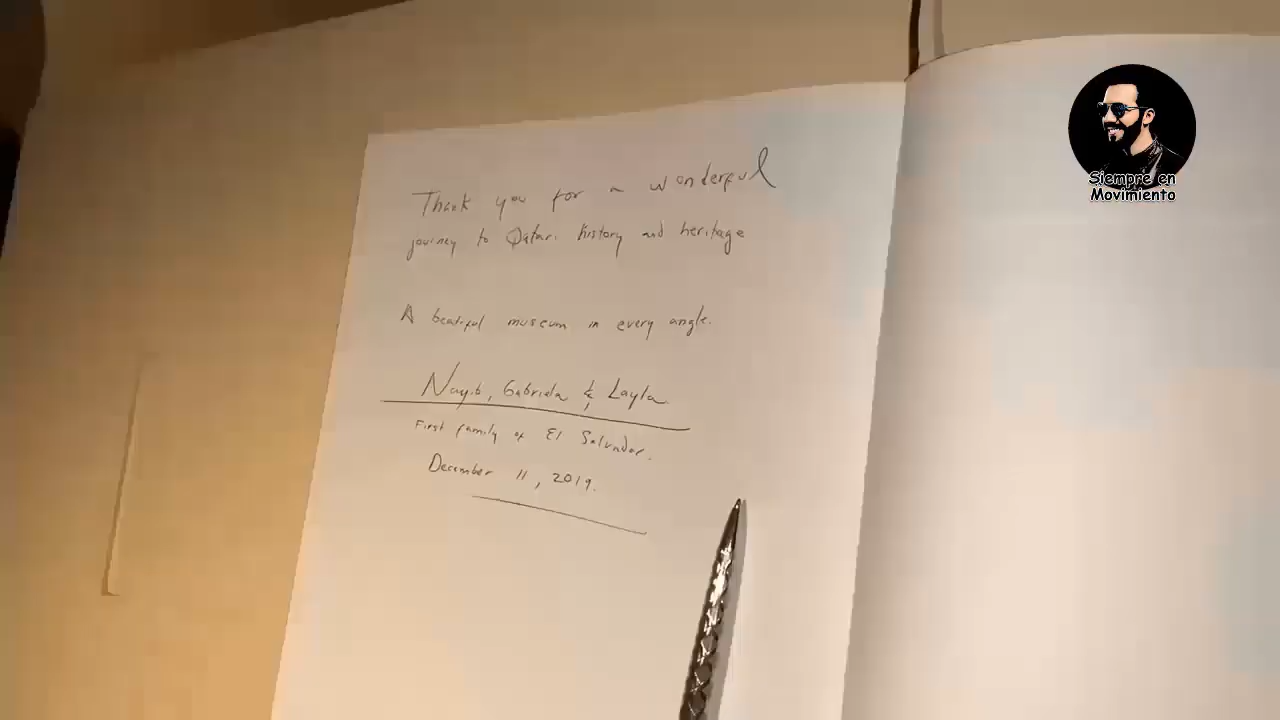 Thank you for a wonderful
journey to Qatari history and heritage
A beatiful museum in every angle.
Nayib, Gabriela & Layla.
First family of El Salvador.
December 11, 2019.
Siempre en
Movimiento